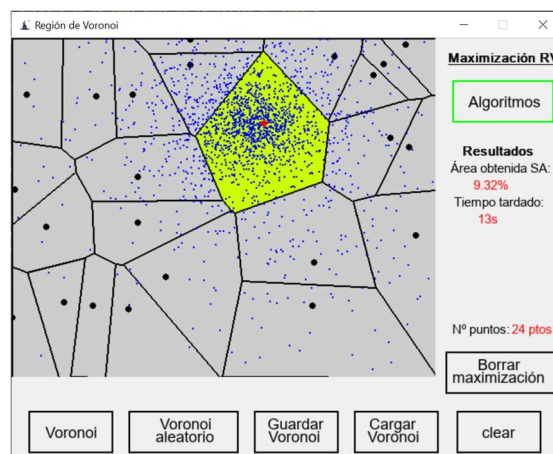 Región de Voronoi
Maximización RV
Algoritmos
Resultados
Área obtenida SA:
9.32%
Tiempo tardado:
13s
Nº puntos: 24 ptos
Borrar
maximización
Voronoi
Voronoi
aleatorio
Guardar
Voronoi
Cargar
Voronoi
clear